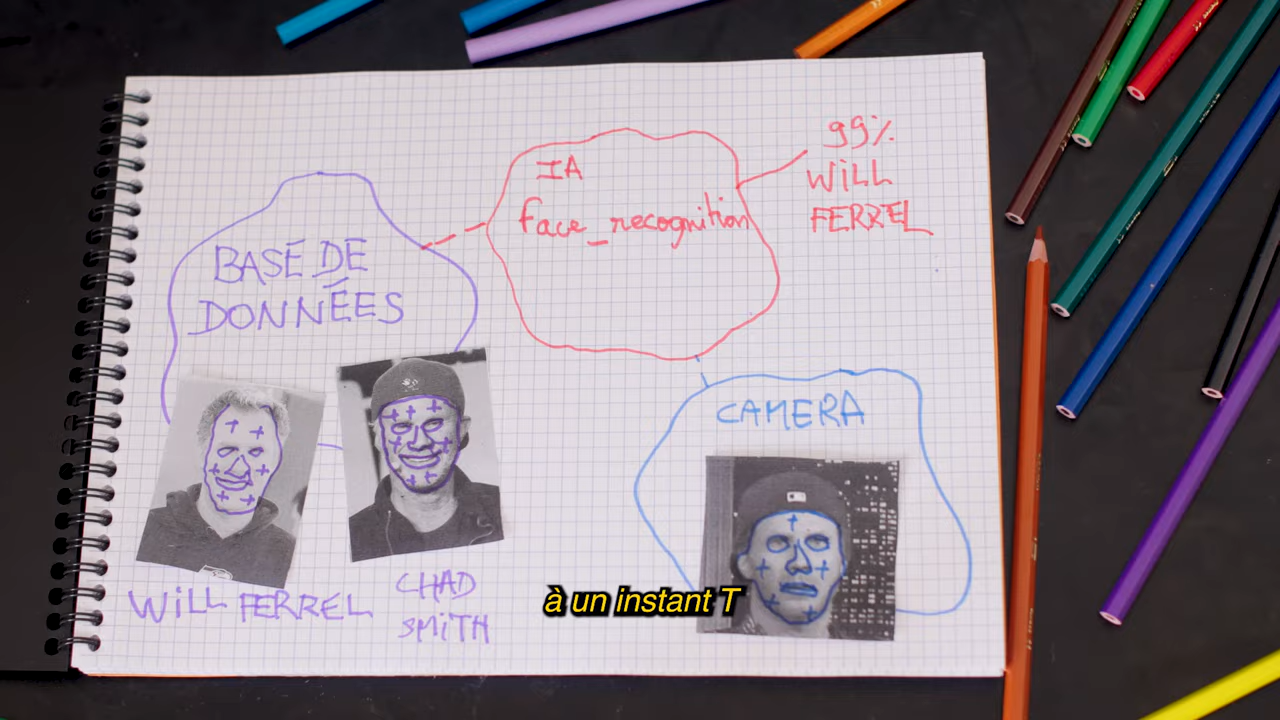 IA
face_recognition
99%
WiLL
FERREL
BASE DE
DONNÉES
CAMERA
WiLL FERREL
CHAD
SMiTH
à un instant T